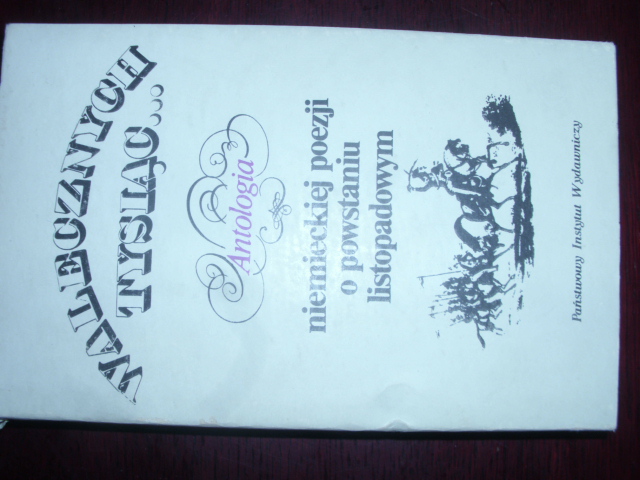 WALECZNYCH
TYSIĄC...
Antologia
niemieckiej poezji
o powstaniu
listopadowym
Państwowy Instytut Wydawniczy